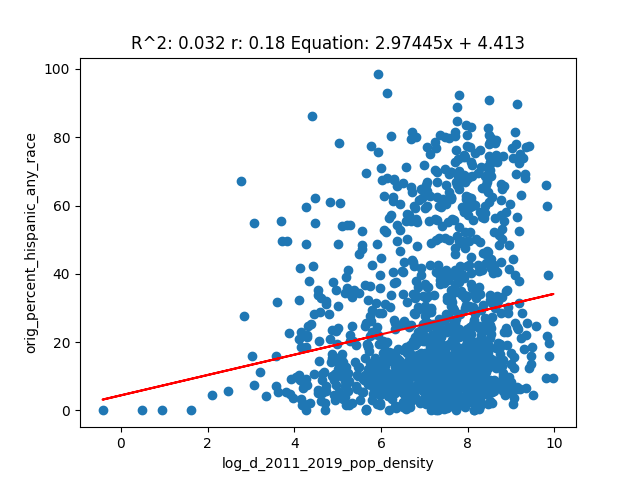 R^2: 0.032 r: 0.18 Equation: 2.97445x + 4.413
100
80
60
40
20
0
orig_percent_hispanic_any_race
0 2 4 6 8 10
log_d_2011_2019_pop_density